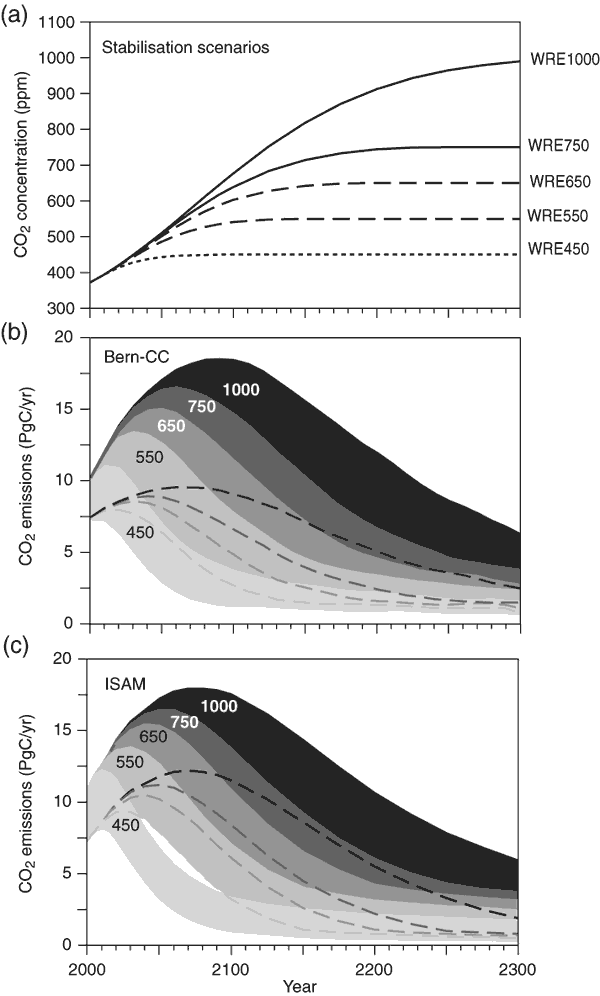 (a)
Stabilisation scenarios
CO2 concentration (ppm)
1100
1000
900
800
700
600
500
400
300
WRE1000
WRE750
WRE650
WRE550
WRE450
(b)
Bern-CC
CO2 emissions (PgC/yr)
20
15
10
5
0
1000
750
650
550
450
(c)
ISAM
CO2 emissions (PgC/yr)
20
15
10
5
0
1000
750
650
550
450
2000
2100
2200
2300
Year